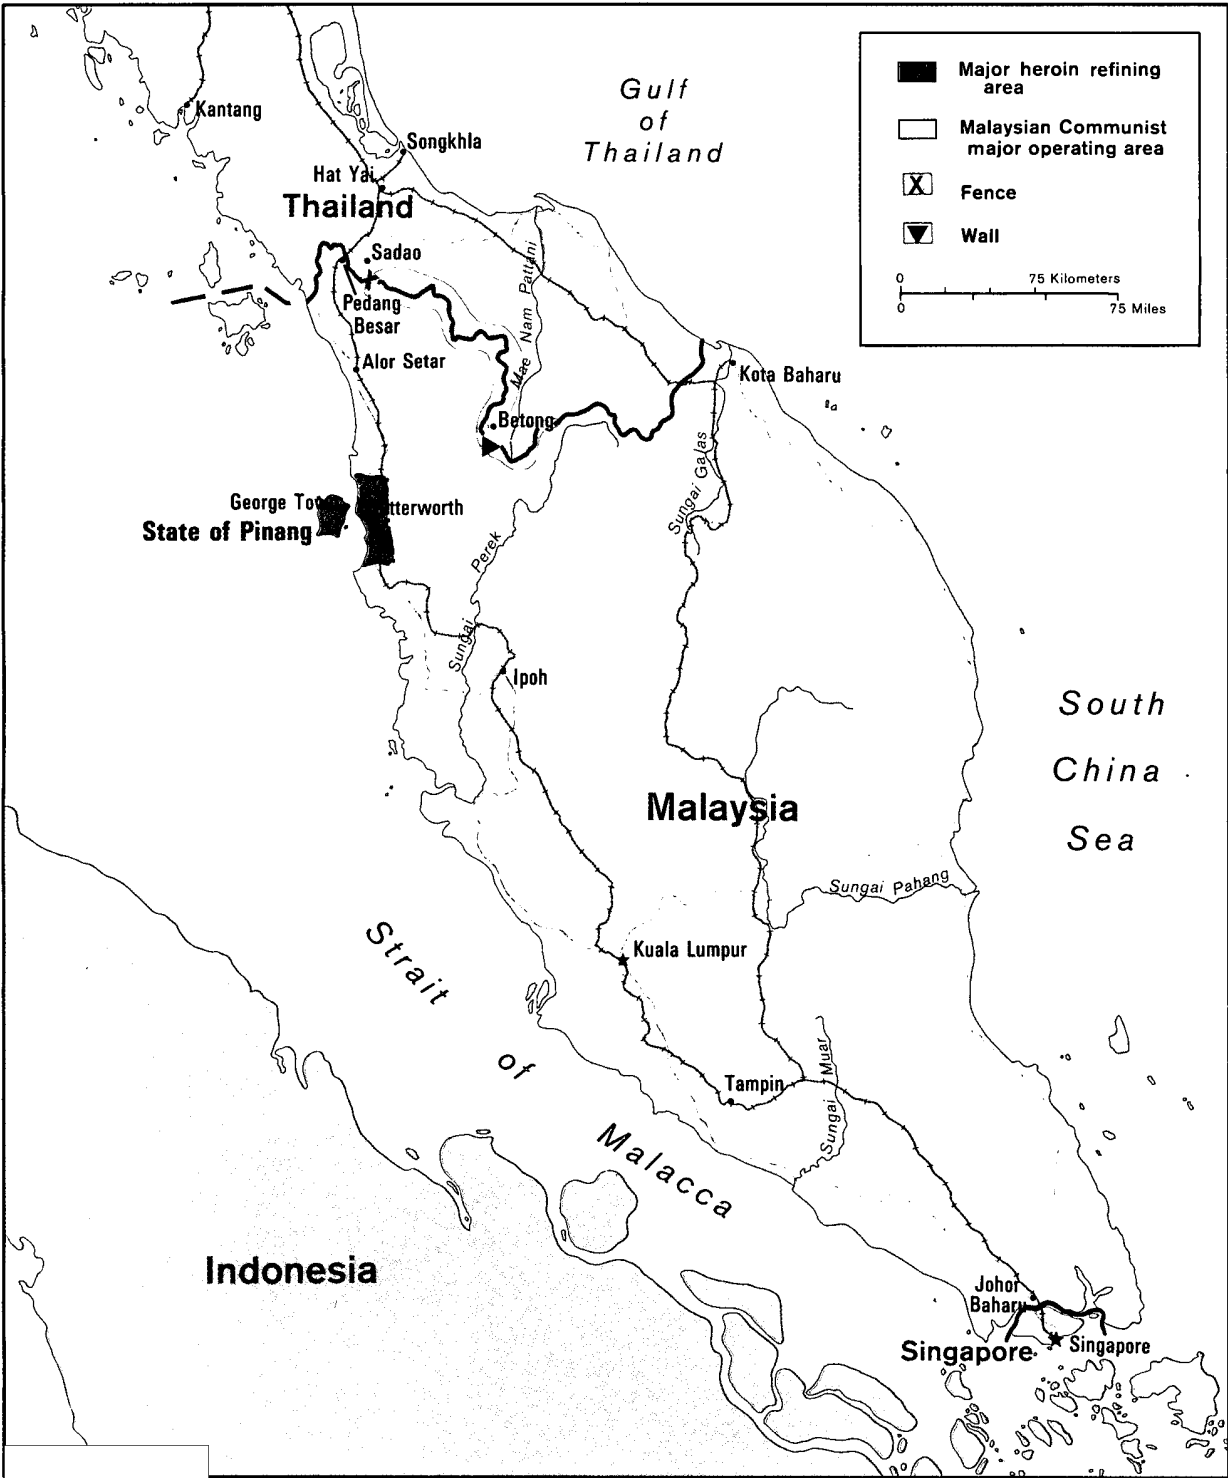 Gulf
of
Thailand
Major heroin refining
area
Malaysian Communist
major operating area
X
Fence
Wall
0
75 Kilometers
0
75 Miles
Kantang
Songkhla
Hat Yai
Thailand
Sadao
Pedang
Besar
Mae Nam Pattani
Alor Setar
Kota Baharu
Betong
Sungai Galas
George
State of Pinang
tterworth
Sungai Perek
Ipoh
South
China
Sea
Malaysia
Sungai Pahang
Kuala Lumpur
Strait
of
Malacca
Tampin
Sungai Muar
Indonesia
Johor
Baharu
Singapore
Singapore